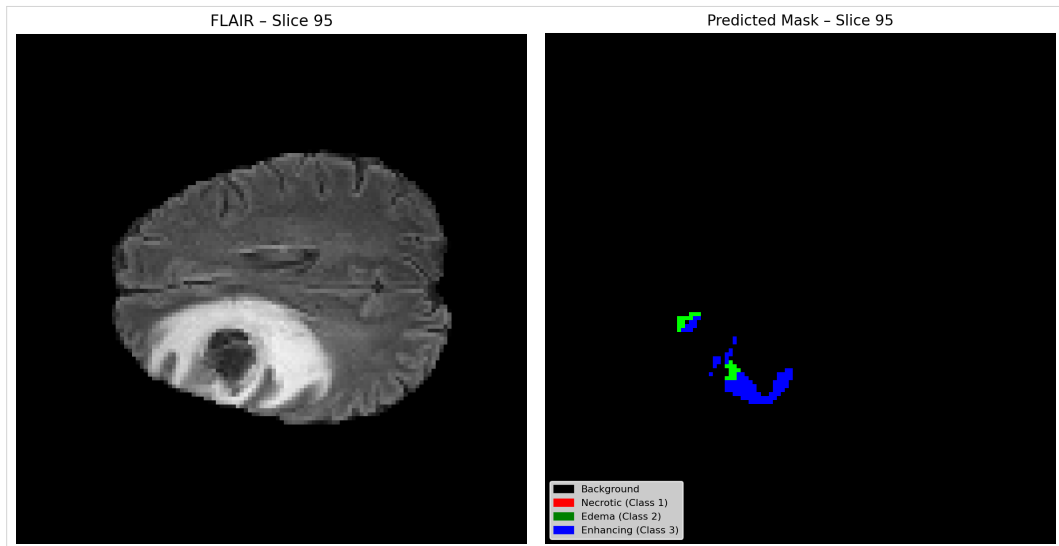 FLAIR – Slice 95
Predicted Mask – Slice 95
Background
Necrotic (Class 1)
Edema (Class 2)
Enhancing (Class 3)